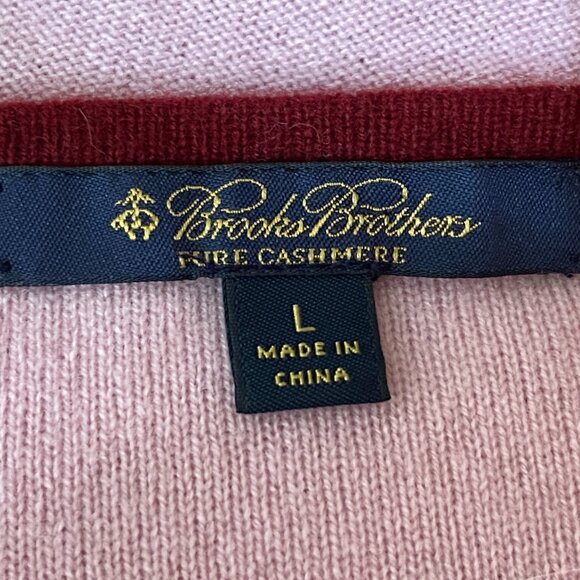 Brooks Brothers
PURE CASHMERE
L
MADE IN
CHINA